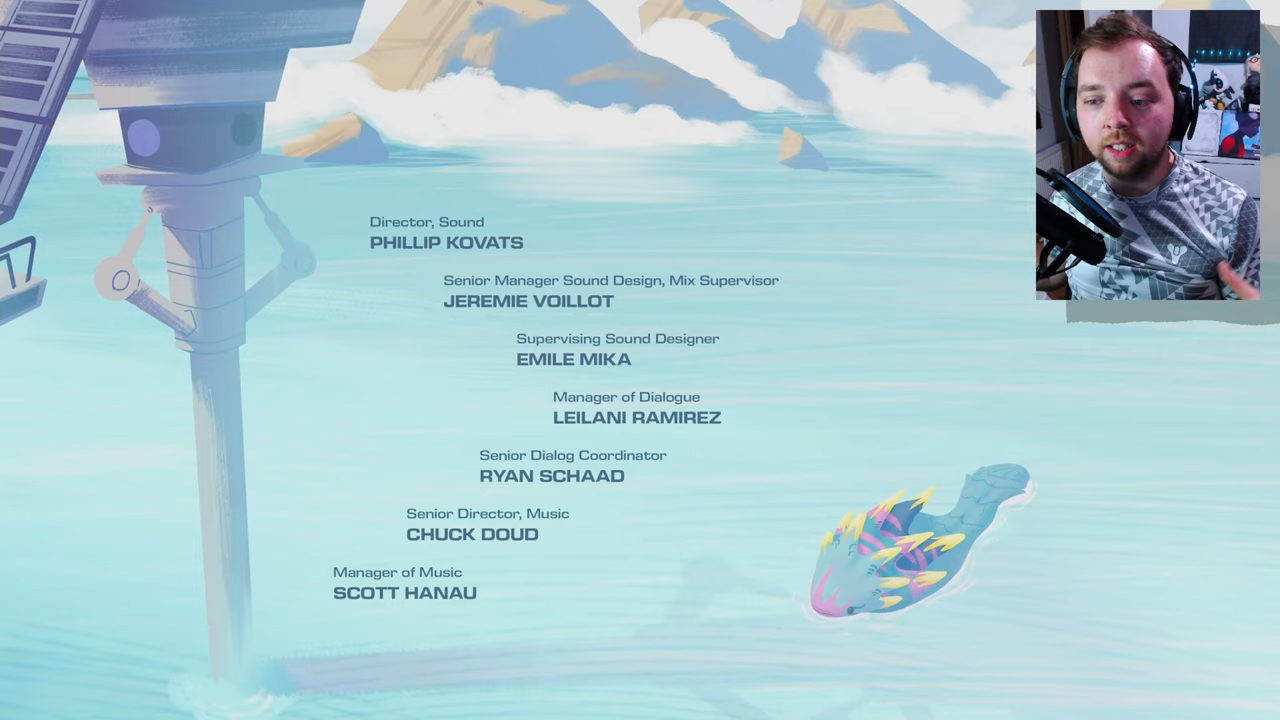 Director, Sound
PHILLIP KOVATS
Senior Manager Sound Design, Mix Supervisor
JEREMIE VOILLOT
Supervising Sound Designer
EMILE MIKA
Manager of Dialogue
LEILANI RAMIREZ
Senior Dialog Coordinator
RYAN SCHAAD
Senior Director, Music
CHUCK DOUD
Manager of Music
SCOTT HANAU